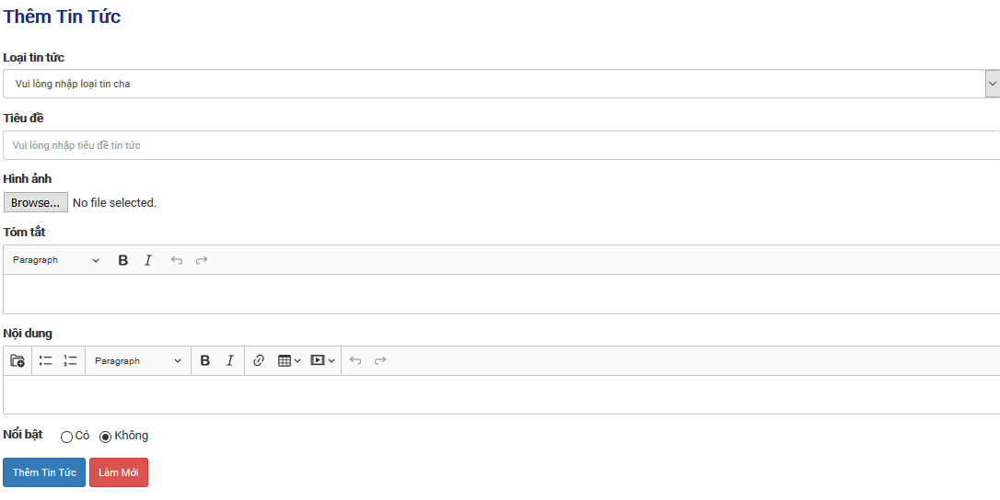 Thêm Tin Tức
Loại tin tức
Vui lòng nhập loại tin cha
Tiêu đề
Vui lòng nhập tiêu đề tin tức
Hình ảnh
Browse... No file selected.
Tóm tắt
Paragraph B I
Nội dung
Paragraph B I
Nổi bật Có Không
Thêm Tin Tức Làm Mới